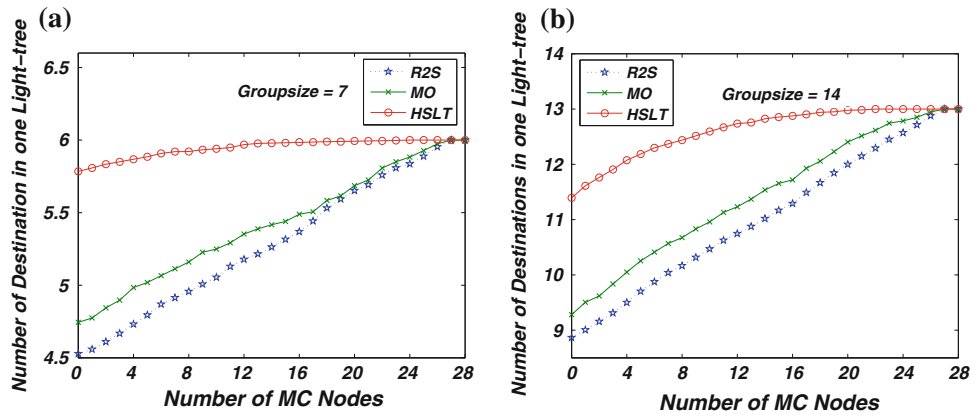 (a)
Number of Destination in one Light-tree
6.5
6
5.5
5
4.5
Groupsize = 7
R2S
MO
HSLT
0 4 8 12 16 20 24 28
Number of MC Nodes
(b)
Number of Destinations in one Light-tree
14
13
12
11
10
9
Groupsize = 14
R2S
MO
HSLT
0 4 8 12 16 20 24 28
Number of MC Nodes